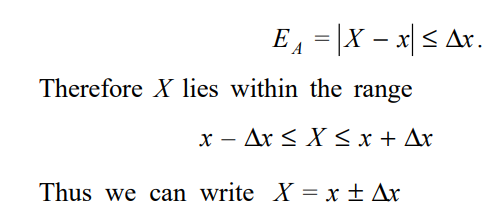 E_A = |X − x| ≤ Δx.
Therefore X lies within the range
x − Δx ≤ X ≤ x + Δx
Thus we can write X = x ± Δx